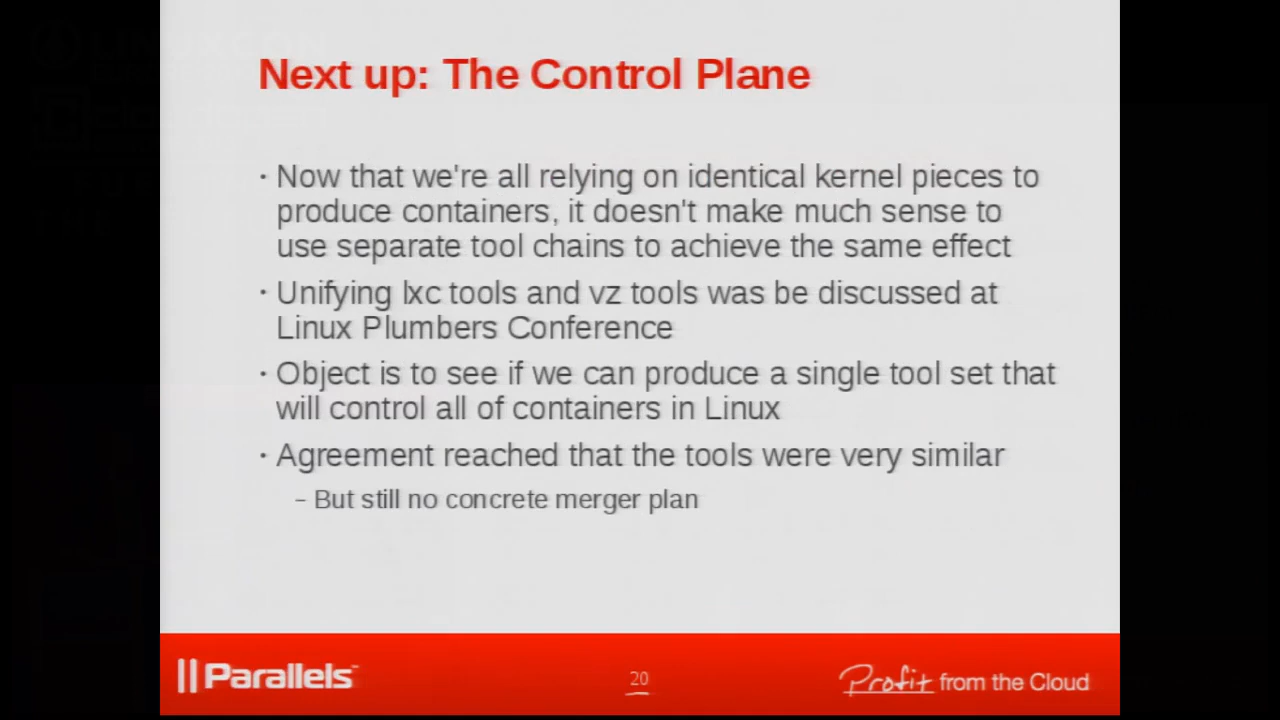 Next up: The Control Plane
· Now that we're all relying on identical kernel pieces to
produce containers, it doesn't make much sense to
use separate tool chains to achieve the same effect
· Unifying lxc tools and vz tools was be discussed at
Linux Plumbers Conference
· Object is to see if we can produce a single tool set that
will control all of containers in Linux
· Agreement reached that the tools were very similar
– But still no concrete merger plan
Parallels™
20
Profit from the Cloud